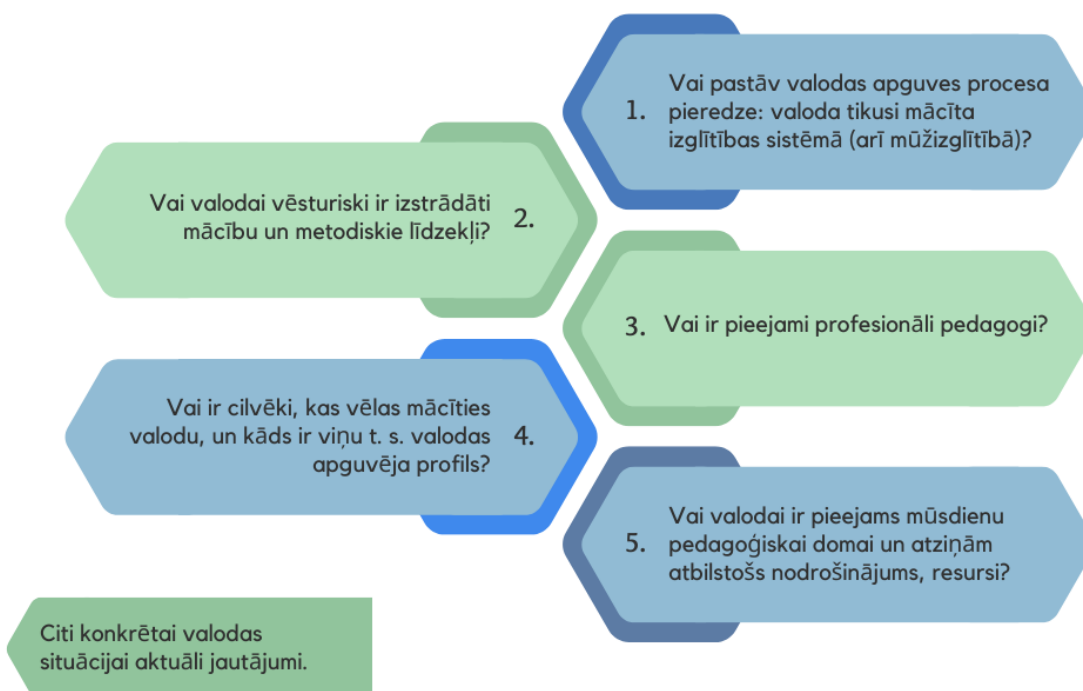 1.
Vai pastāv valodas apguves procesa
pieredze: valoda tikusi mācīta
izglītības sistēmā (arī mūžizglītībā)?
Vai valodai vēsturiski ir izstrādāti
mācību un metodiskie līdzekļi?
2.
3.
Vai ir pieejami profesionāli pedagogi?
Vai ir cilvēki, kas vēlas mācīties
valodu, un kāds ir viņu t. s. valodas
apguvēja profils?
4.
5.
Vai valodai ir pieejams mūsdienu
pedagoģiskai domai un atziņām
atbilstošs nodrošinājums, resursi?
Citi konkrētai valodas
situācijai aktuāli jautājumi.